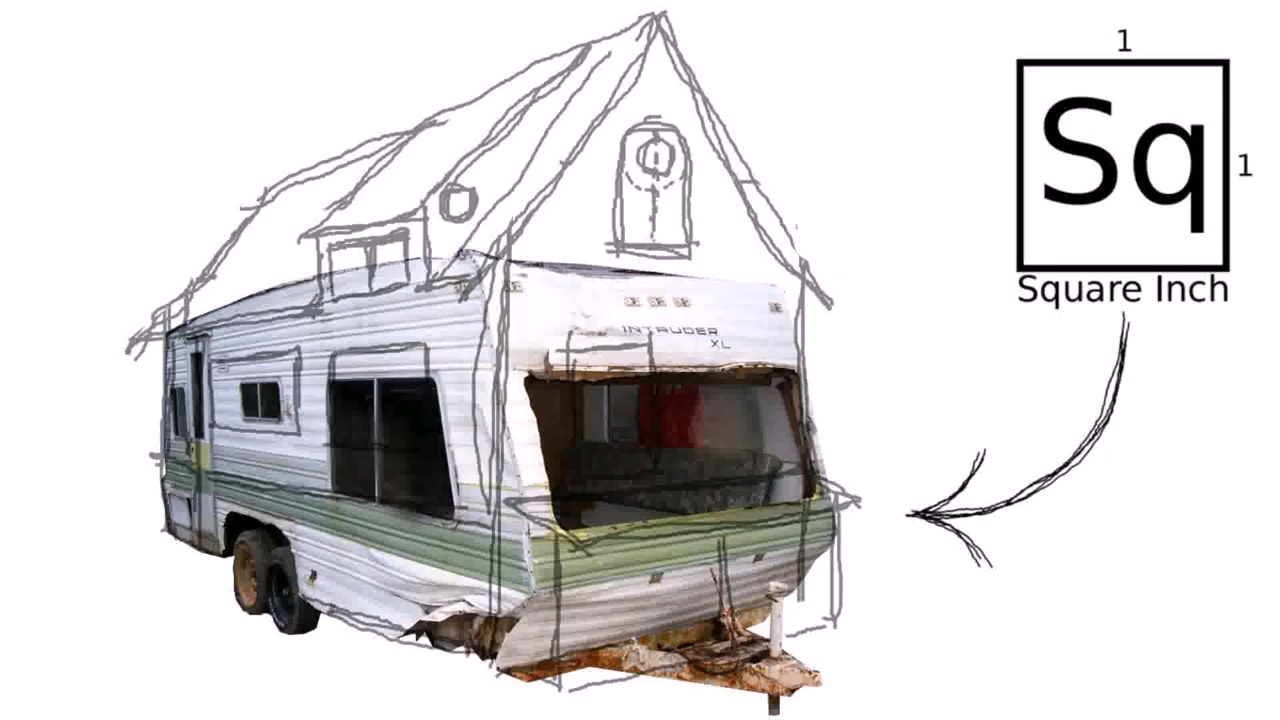 1
Sq
1
Square Inch
INTRUDER
XL